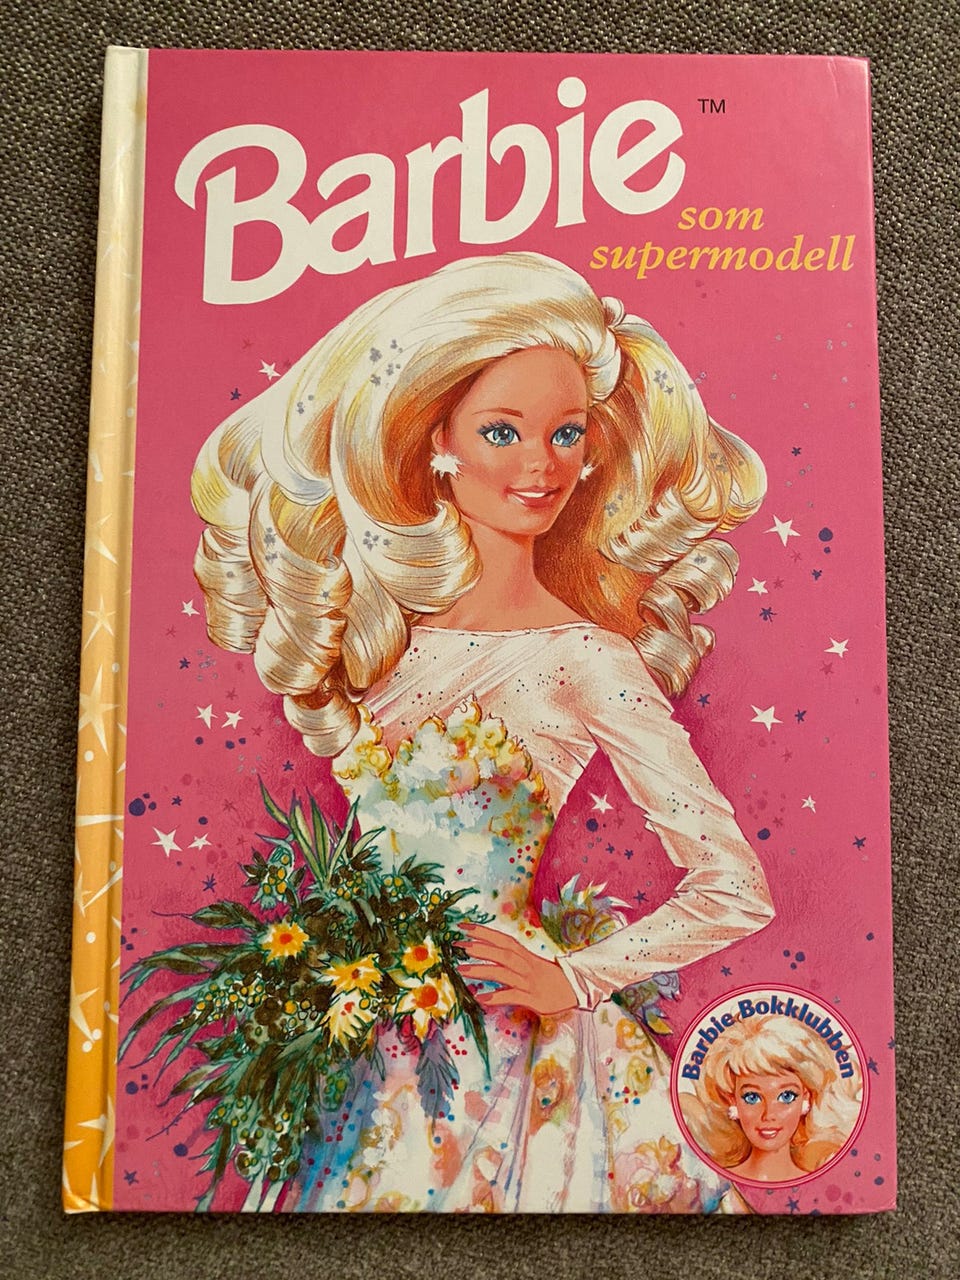 Barbie™
som
supermodell
Barbie Bokklubben